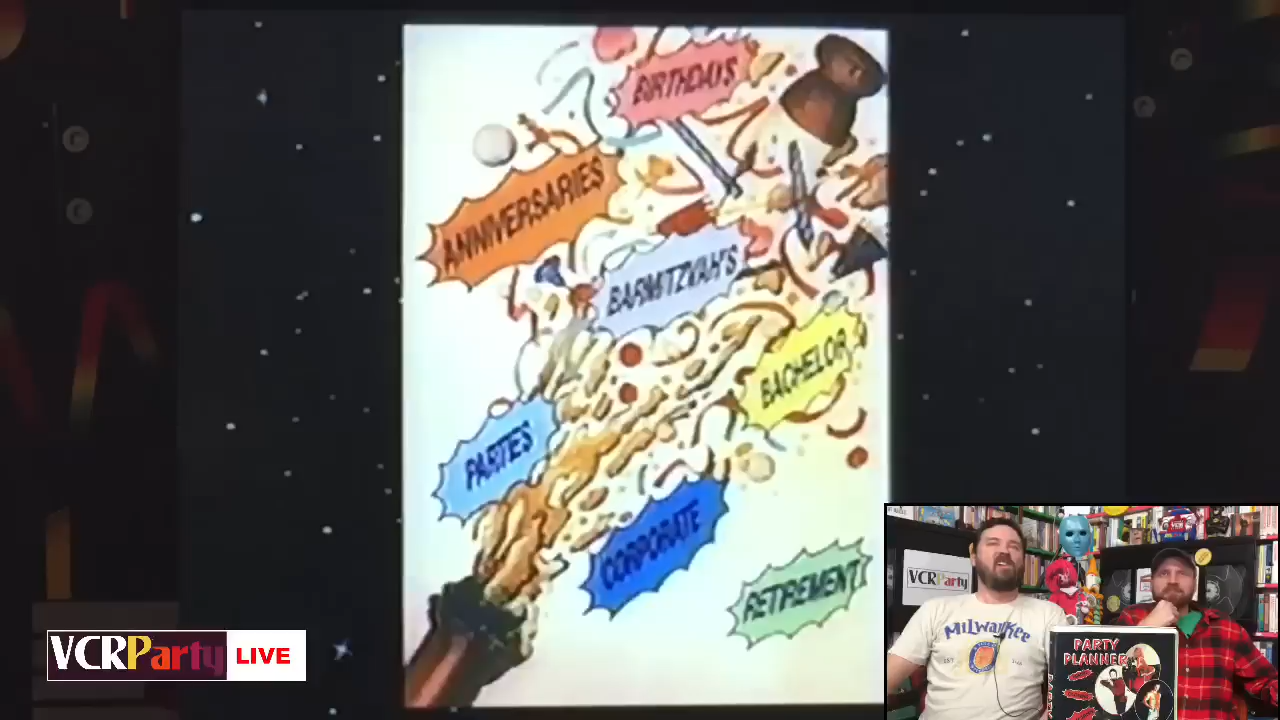 BIRTHDAYS
ANNIVERSARIES
BARMITZVAH'S
BACHELOR
PARTIES
CORPORATE
RETIREMENT
VCRParty LIVE
VCRParty
MILWAUKEE
PARTY
PLANNER